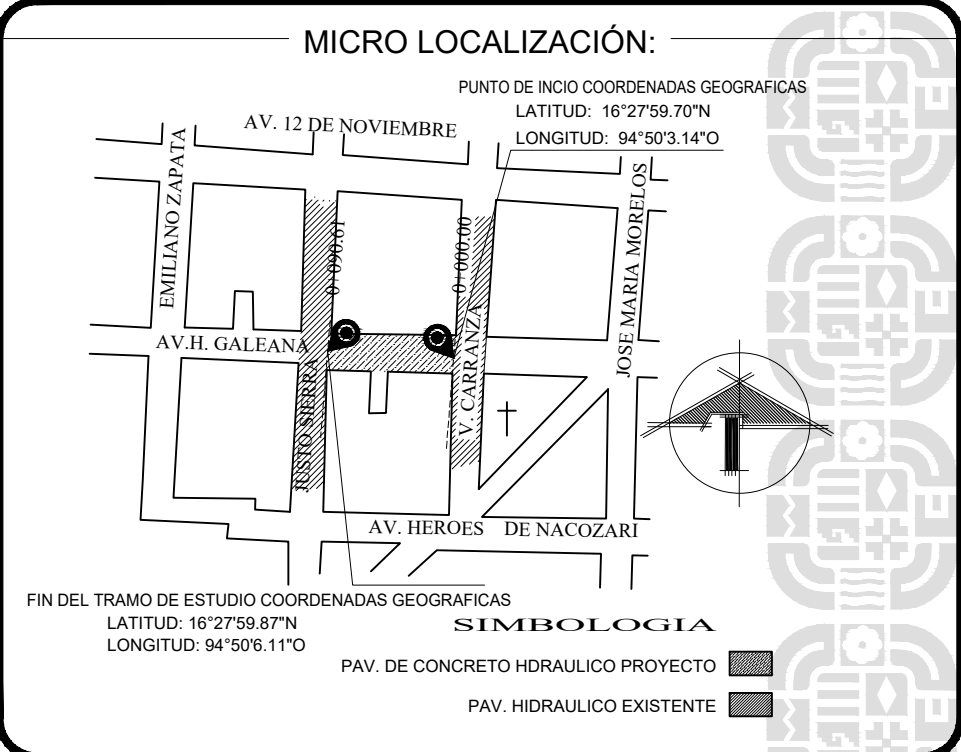 MICRO LOCALIZACIÓN:
PUNTO DE INCIO COORDENADAS GEOGRAFICAS
LATITUD: 16°27'59.70"N
LONGITUD: 94°50'3.14"O
AV. 12 DE NOVIEMBRE
EMILIANO ZAPATA
0+090.61
0+000.00
JOSE MARIA MORELOS
AV.H. GALEANA
JUSTO SIERRA
V. CARRANZA
AV. HEROES DE NACOZARI
FIN DEL TRAMO DE ESTUDIO COORDENADAS GEOGRAFICAS
LATITUD: 16°27'59.87"N
LONGITUD: 94°50'6.11"O
SIMBOLOGIA
PAV. DE CONCRETO HDRAULICO PROYECTO
PAV. HIDRAULICO EXISTENTE